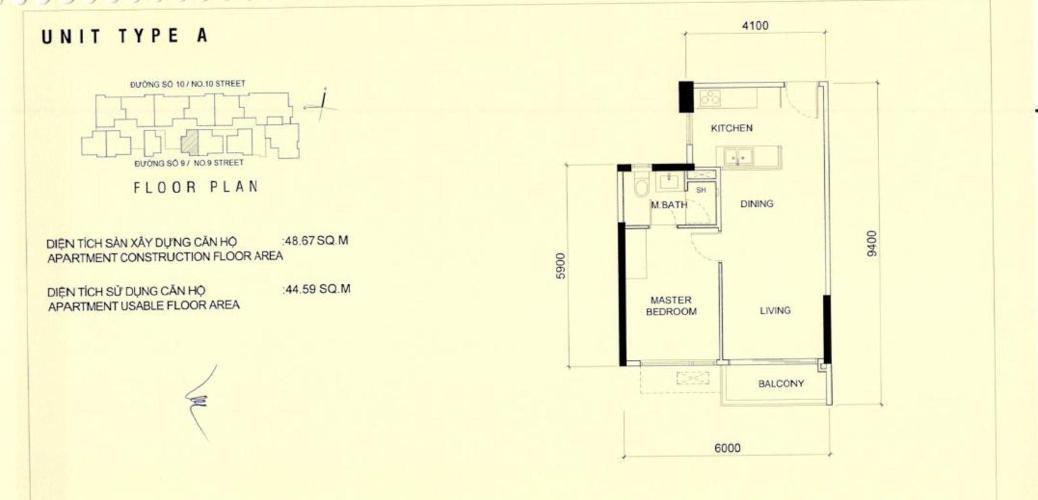 UNIT TYPE A
ĐƯỜNG SỐ 10 / NO.10 STREET
ĐƯỜNG SỐ 9 / NO.9 STREET
FLOOR PLAN
DIỆN TÍCH SÀN XÂY DỰNG CĂN HỘ :48.67 SQ.M
APARTMENT CONSTRUCTION FLOOR AREA
DIỆN TÍCH SỬ DỤNG CĂN HỘ :44.59 SQ.M
APARTMENT USABLE FLOOR AREA
4100
KITCHEN
SH
M.BATH
DINING
9400
5900
MASTER
BEDROOM
LIVING
BALCONY
6000